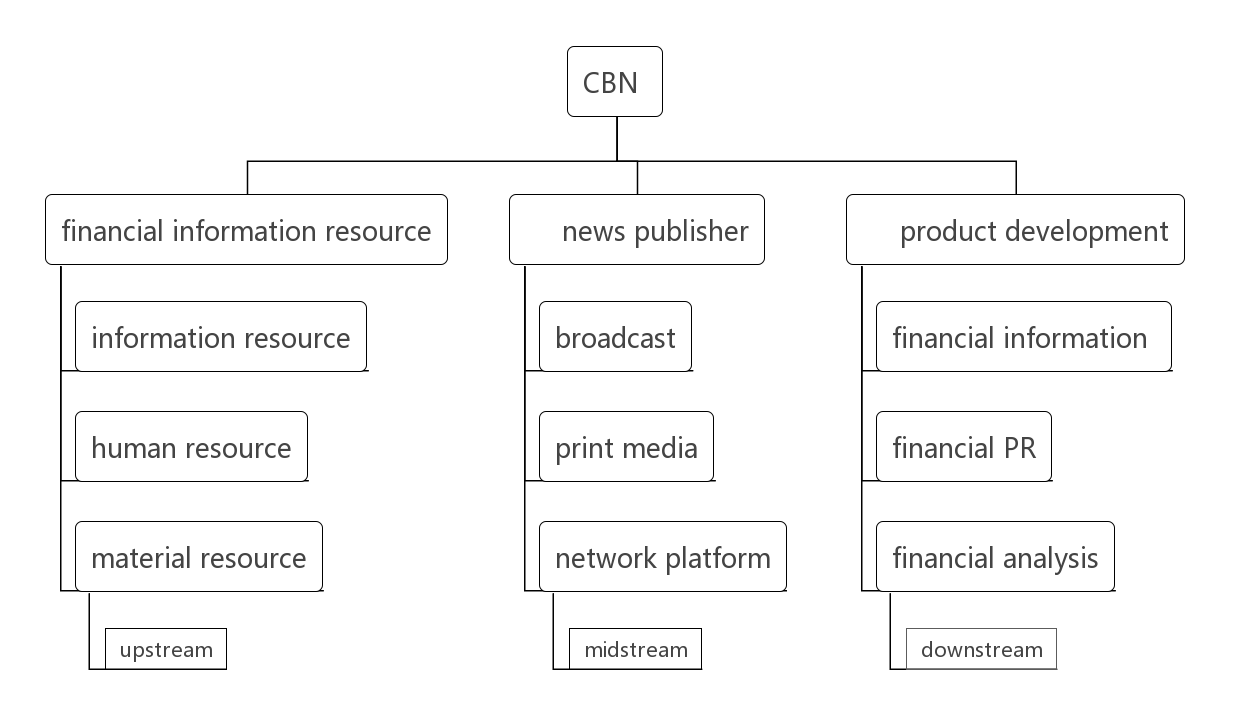 CBN
financial information resource
news publisher
product development
information resource
broadcast
financial information
human resource
print media
financial PR
material resource
network platform
financial analysis
upstream
midstream
downstream